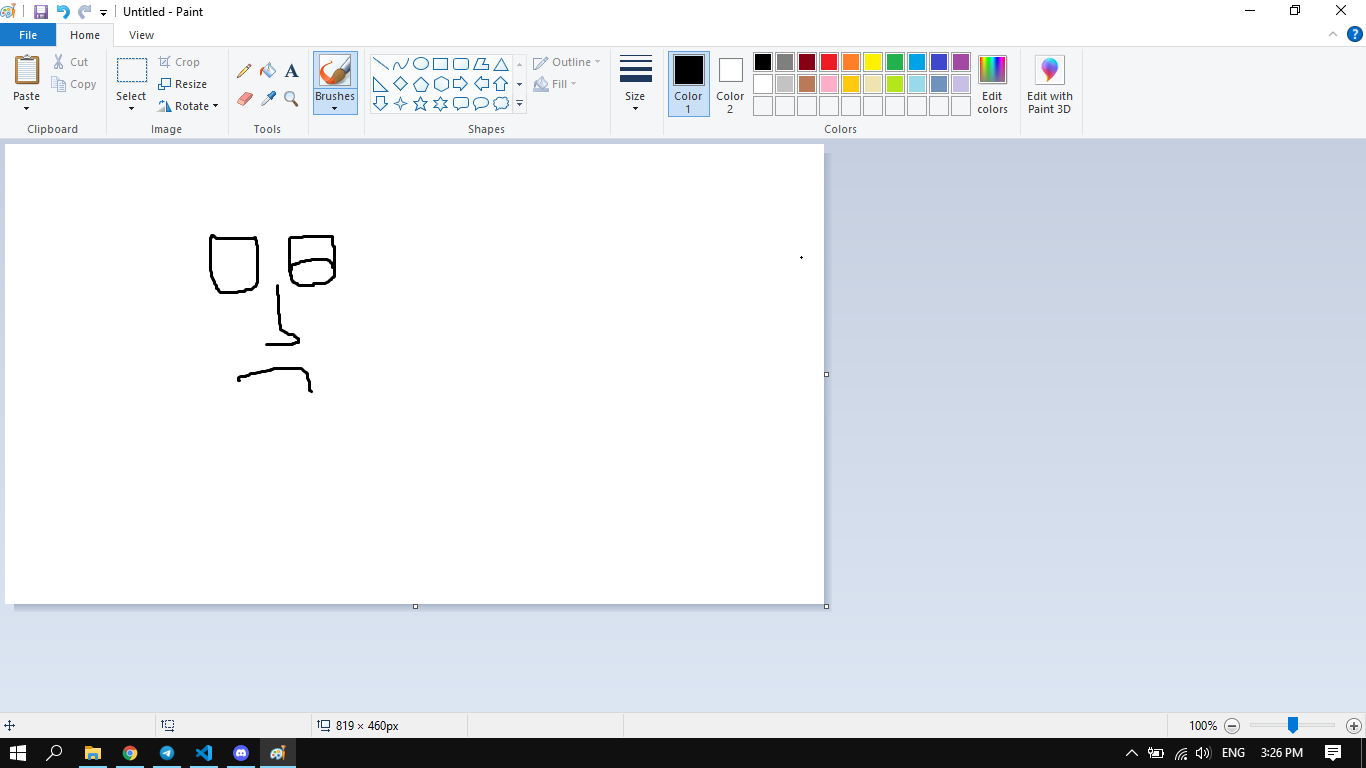 Untitled - Paint
File Home View
Paste
Cut
Copy
Clipboard
Select
Crop
Resize
Rotate
Image
A
Tools
Brushes
Outline
Fill
Shapes
Size
Color
1
Color
2
Edit
colors
Colors
Edit with
Paint 3D
819 × 460px
100%
ENG 3:26 PM